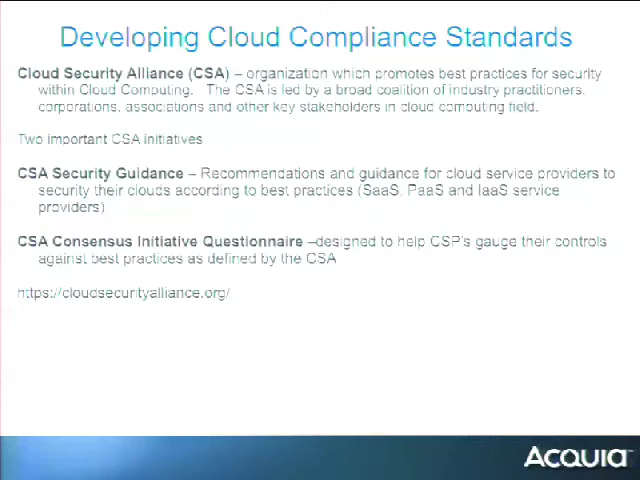 Developing Cloud Compliance Standards
Cloud Security Alliance (CSA) – organization which promotes best practices for security
within Cloud Computing. The CSA is led by a broad coalition of industry practitioners,
corporations, associations and other key stakeholders in cloud computing field.
Two important CSA initiatives
CSA Security Guidance – Recommendations and guidance for cloud service providers to
security their clouds according to best practices (SaaS, PaaS and IaaS service
providers)
CSA Consensus Initiative Questionnaire –designed to help CSP's gauge their controls
against best practices as defined by the CSA
https://cloudsecurityalliance.org/
ACQUIA